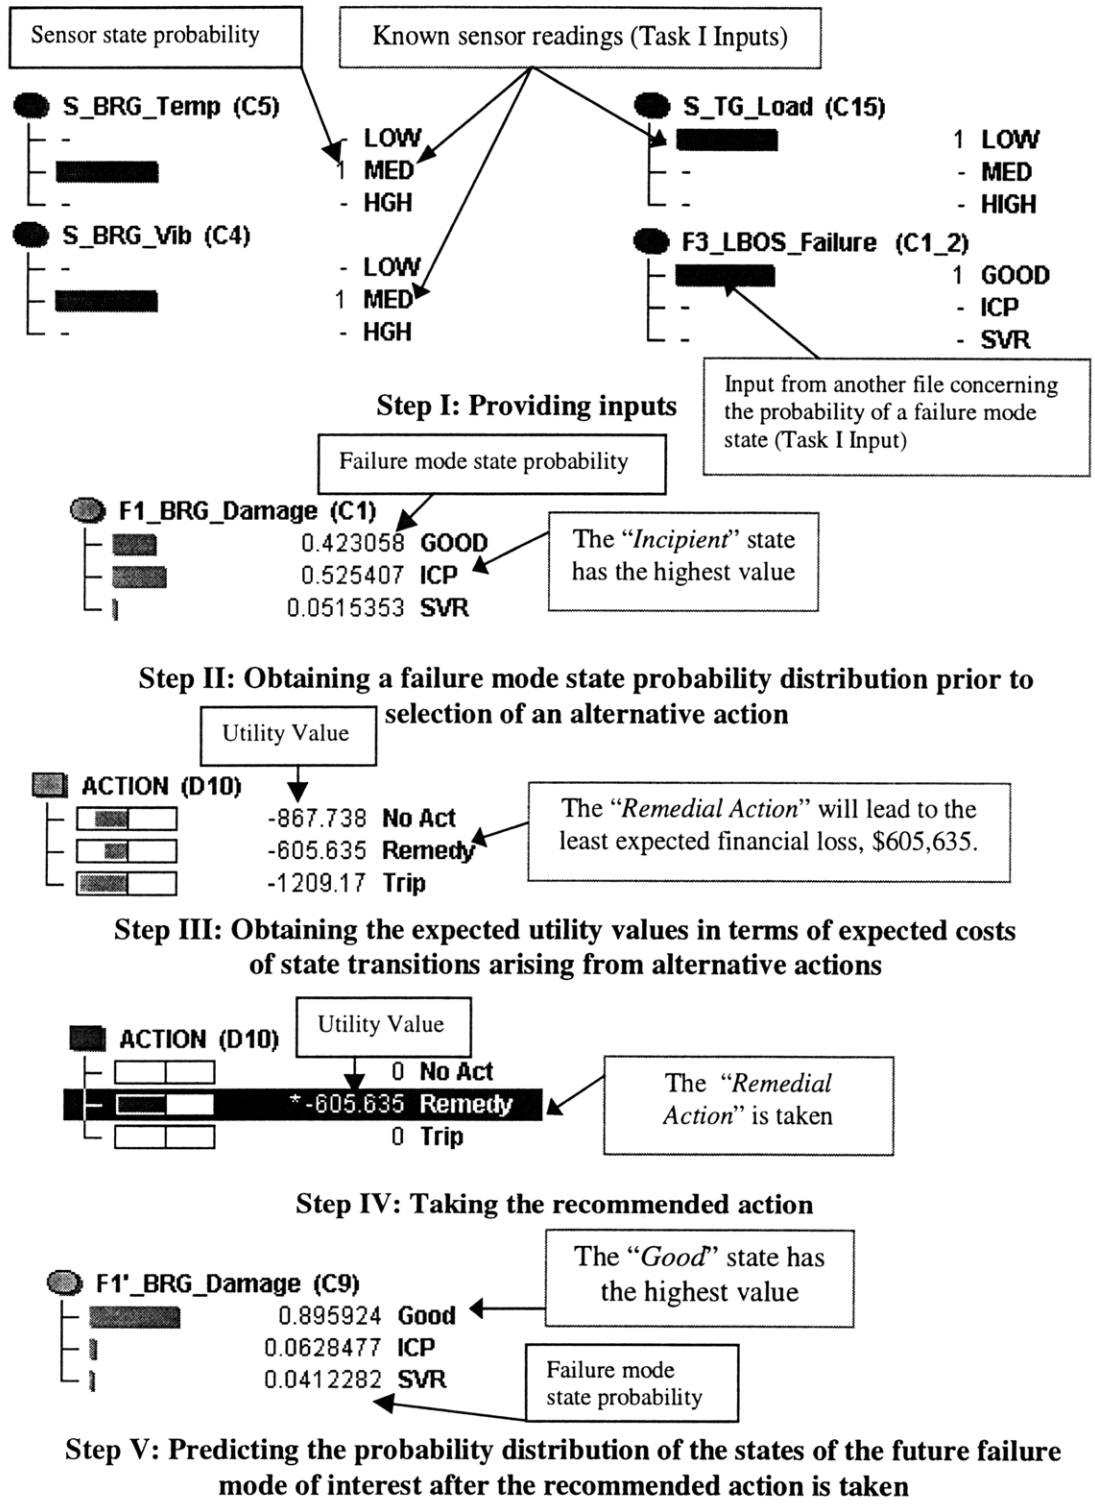 Sensor state probability
Known sensor readings (Task I Inputs)
S_BRG_Temp (C5)
- - LOW
1 MED
- - HGH
S_BRG_Vib (C4)
- - LOW
1 MED
- - HGH
S_TG_Load (C15)
1 LOW
- - MED
- - HIGH
F3_LBOS_Failure (C1_2)
1 GOOD
- - ICP
- - SVR
Input from another file concerning
the probability of a failure mode
state (Task I Input)
Step I: Providing inputs
Failure mode state probability
F1_BRG_Damage (C1)
0.423058 GOOD
0.525407 ICP
0.0515353 SVR
The “Incipient” state
has the highest value
Step II: Obtaining a failure mode state probability distribution prior to
selection of an alternative action
Utility Value
ACTION (D10)
-867.738 No Act
-605.635 Remedy
-1209.17 Trip
The “Remedial Action” will lead to the
least expected financial loss, $605,635.
Step III: Obtaining the expected utility values in terms of expected costs
of state transitions arising from alternative actions
Utility Value
ACTION (D10)
0 No Act
*-605.635 Remedy
0 Trip
The “Remedial
Action” is taken
Step IV: Taking the recommended action
The “Good” state has
the highest value
F1'_BRG_Damage (C9)
0.895924 Good
0.0628477 ICP
0.0412282 SVR
Failure mode
state probability
Step V: Predicting the probability distribution of the states of the future failure
mode of interest after the recommended action is taken